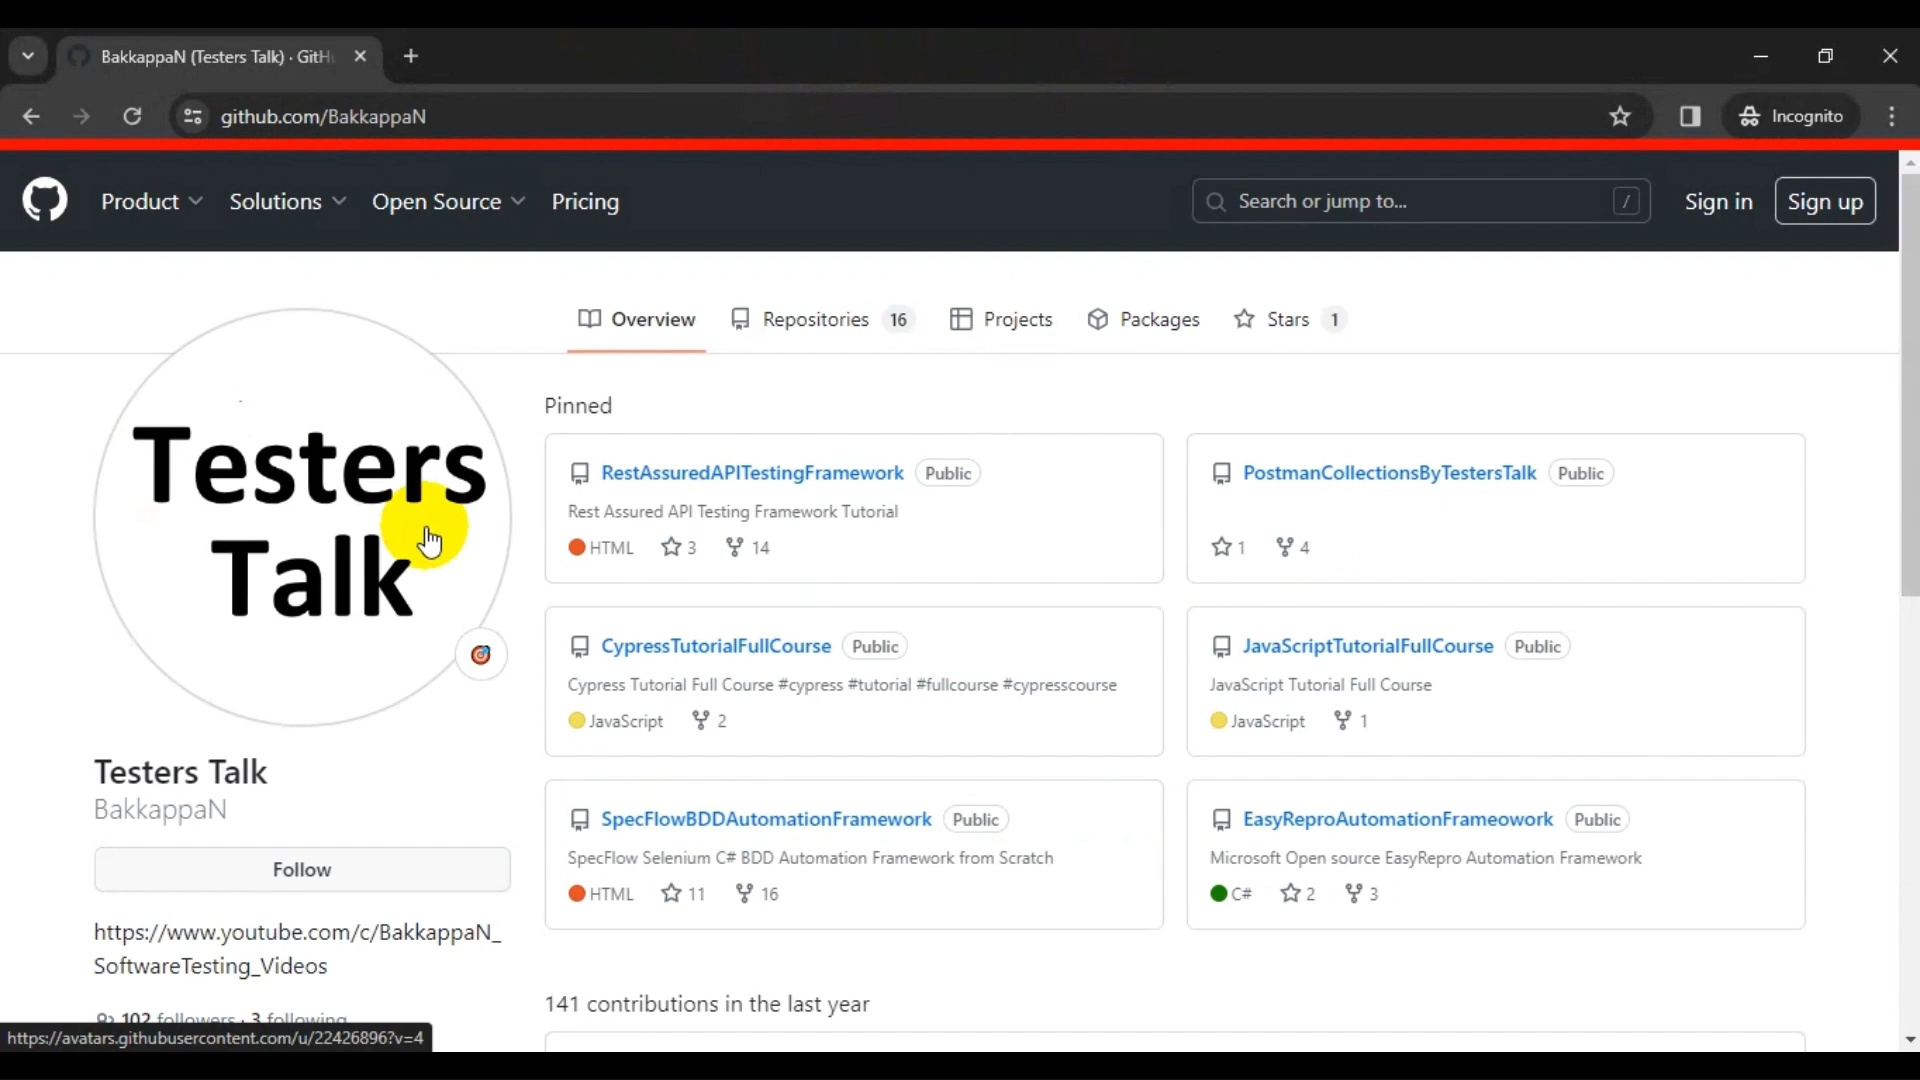 BakkappaN (Testers Talk) · GitH
github.com/BakkappaN
Incognito
Product
Solutions
Open Source
Pricing
Search or jump to...
/
Sign in
Sign up
Overview
Repositories 16
Projects
Packages
Stars 1
Testers
Talk
Testers Talk
BakkappaN
Follow
https://www.youtube.com/c/BakkappaN_
SoftwareTesting_Videos
102 followers · 3 following
Pinned
RestAssuredAPITestingFramework Public
Rest Assured API Testing Framework Tutorial
HTML 3 14
PostmanCollectionsByTestersTalk Public
1 4
CypressTutorialFullCourse Public
Cypress Tutorial Full Course #cypress #tutorial #fullcourse #cypresscourse
JavaScript 2
JavaScriptTutorialFullCourse Public
JavaScript Tutorial Full Course
JavaScript 1
SpecFlowBDDAutomationFramework Public
SpecFlow Selenium C# BDD Automation Framework from Scratch
HTML 11 16
EasyReproAutomationFrameowork Public
Microsoft Open source EasyRepro Automation Framework
C# 2 3
141 contributions in the last year
https://avatars.githubusercontent.com/u/22426896?v=4